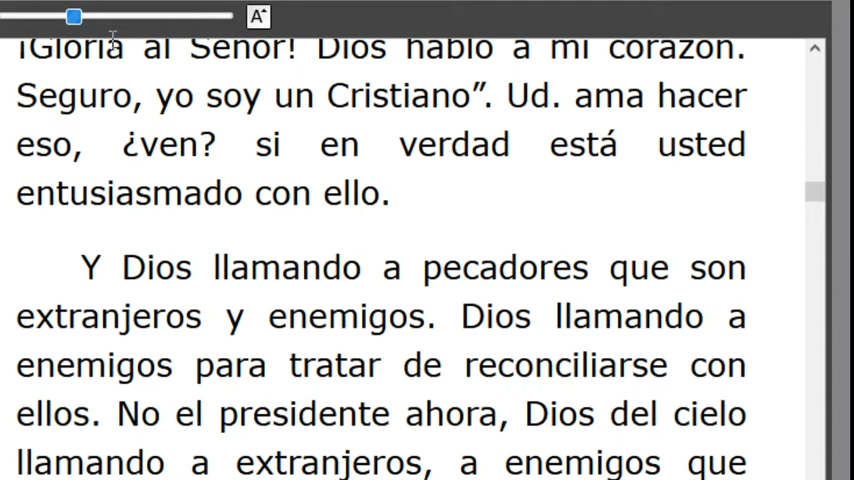 A
¡Gloria al Señor! Dios habló a mi corazón.
Seguro, yo soy un Cristiano”. Ud. ama hacer
eso, ¿ven? si en verdad está usted
entusiasmado con ello.
Y Dios llamando a pecadores que son
extranjeros y enemigos. Dios llamando a
enemigos para tratar de reconciliarse con
ellos. No el presidente ahora, Dios del cielo
llamando a extranjeros, a enemigos que